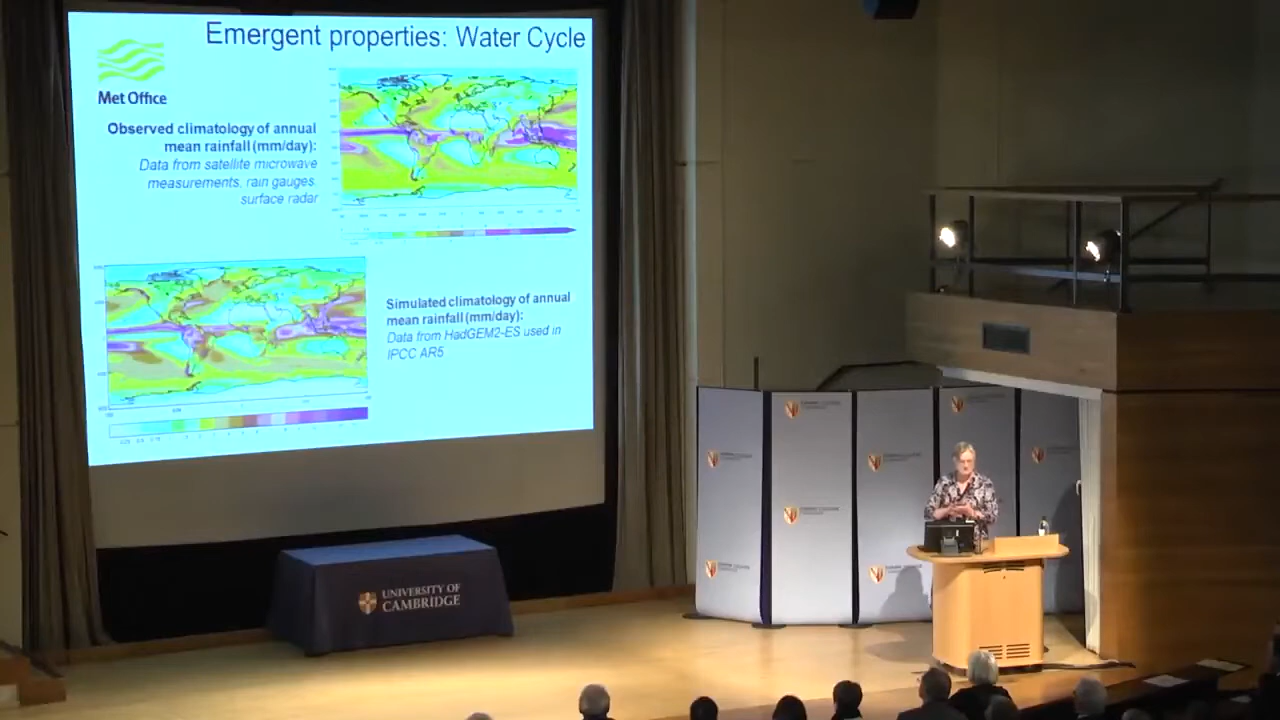 Emergent properties: Water Cycle
Met Office
Observed climatology of annual
mean rainfall (mm/day):
Data from satellite microwave
measurements, rain gauges,
surface radar
Simulated climatology of annual
mean rainfall (mm/day):
Data from HadGEM2-ES used in
IPCC AR5
UNIVERSITY OF
CAMBRIDGE